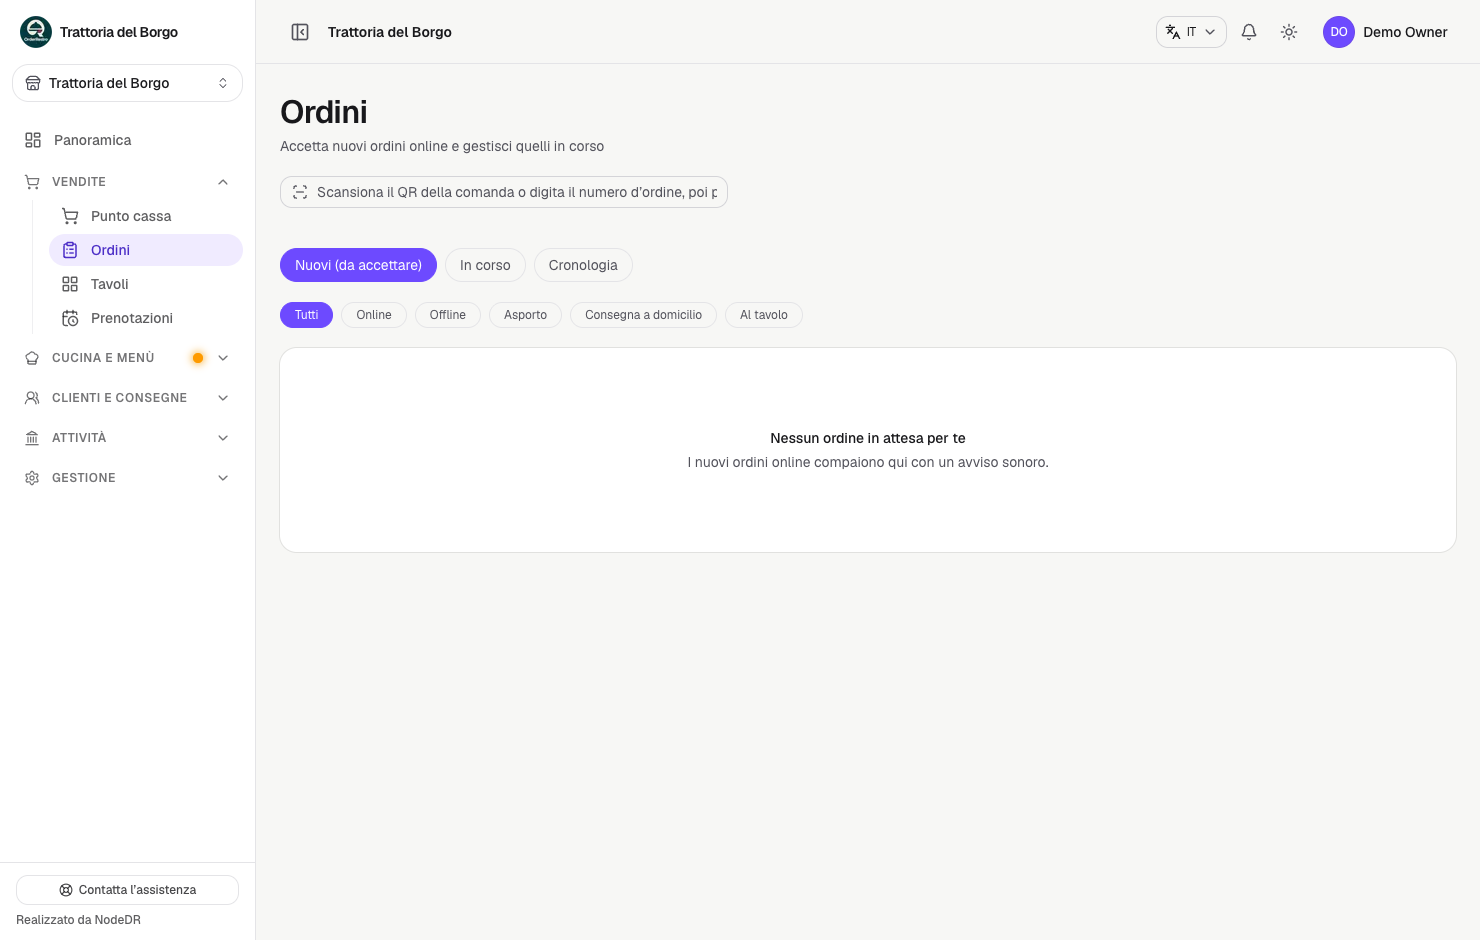 Trattoria del Borgo
Trattoria del Borgo
Panoramica
VENDITE
Punto cassa
Ordini
Tavoli
Prenotazioni
CUCINA E MENÙ
CLIENTI E CONSEGNE
ATTIVITÀ
GESTIONE
Contatta l'assistenza
Realizzato da NodeDR
Trattoria del Borgo
IT
DO
Demo Owner
Ordini
Accetta nuovi ordini online e gestisci quelli in corso
Scansiona il QR della comanda o digita il numero d'ordine, poi
Nuovi (da accettare)
In corso
Cronologia
Tutti
Online
Offline
Asporto
Consegna a domicilio
Al tavolo
Nessun ordine in attesa per te
I nuovi ordini online compaiono qui con un avviso sonoro.